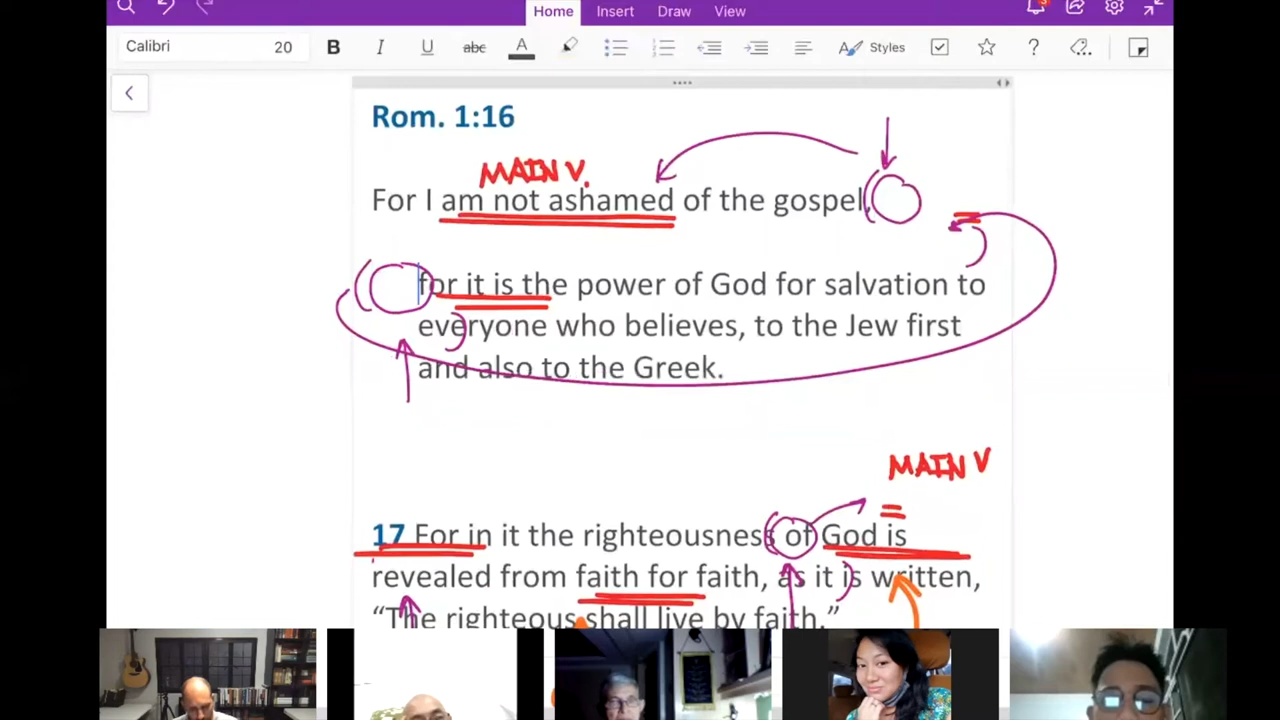 Home Insert Draw View
Calibri 20 B I U abc A Styles ?
Rom. 1:16
MAIN V.
For I am not ashamed of the gospel,
for it is the power of God for salvation to
everyone who believes, to the Jew first
and also to the Greek.
MAIN V
17 For in it the righteousness of God is
revealed from faith for faith, as it is written,
“The righteous shall live by faith.”